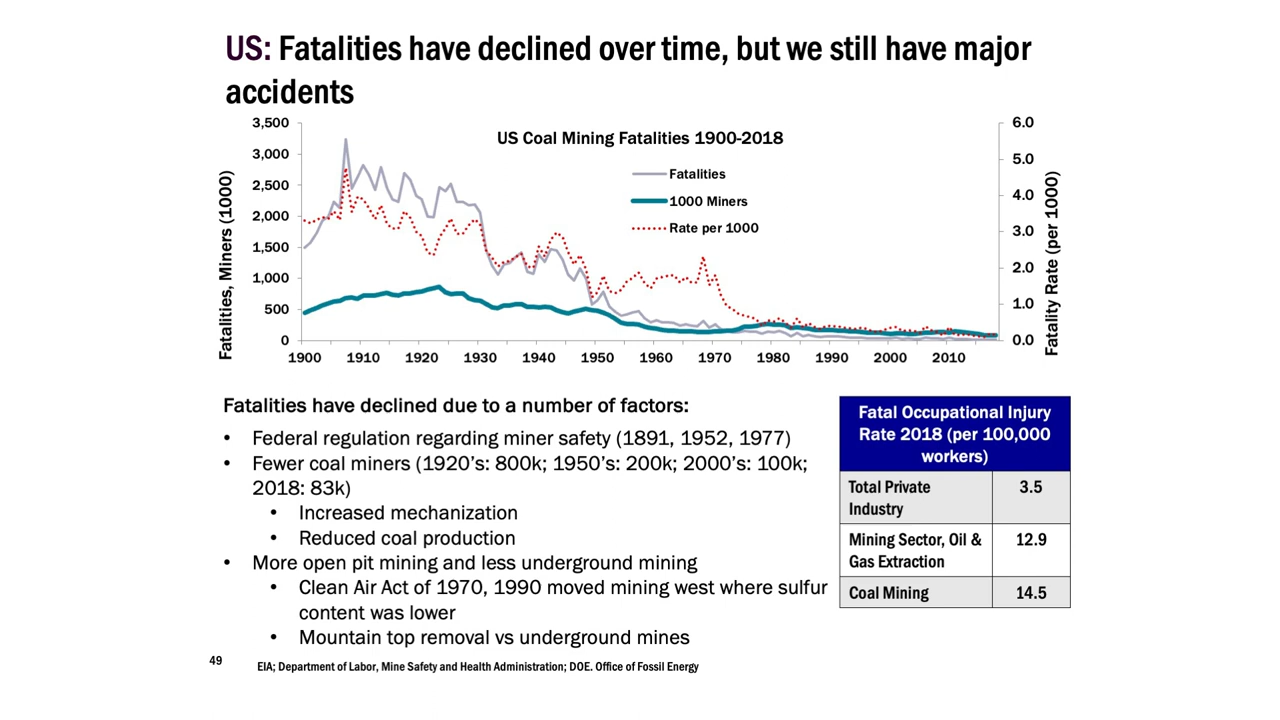 US: Fatalities have declined over time, but we still have major
accidents
US Coal Mining Fatalities 1900-2018
Fatalities, Miners (1000)
3,500
3,000
2,500
2,000
1,500
1,000
500
0
Fatalities
1000 Miners
Rate per 1000
6.0
5.0
4.0
3.0
2.0
1.0
0.0
Fatality Rate (per 1000)
1900 1910 1920 1930 1940 1950 1960 1970 1980 1990 2000 2010
Fatalities have declined due to a number of factors:
• Federal regulation regarding miner safety (1891, 1952, 1977)
• Fewer coal miners (1920’s: 800k; 1950’s: 200k; 2000’s: 100k;
2018: 83k)
• Increased mechanization
• Reduced coal production
• More open pit mining and less underground mining
• Clean Air Act of 1970, 1990 moved mining west where sulfur
content was lower
• Mountain top removal vs underground mines
Fatal Occupational Injury
Rate 2018 (per 100,000
workers)
Total Private
Industry
3.5
Mining Sector, Oil &
Gas Extraction
12.9
Coal Mining
14.5
49
EIA; Department of Labor, Mine Safety and Health Administration; DOE. Office of Fossil Energy